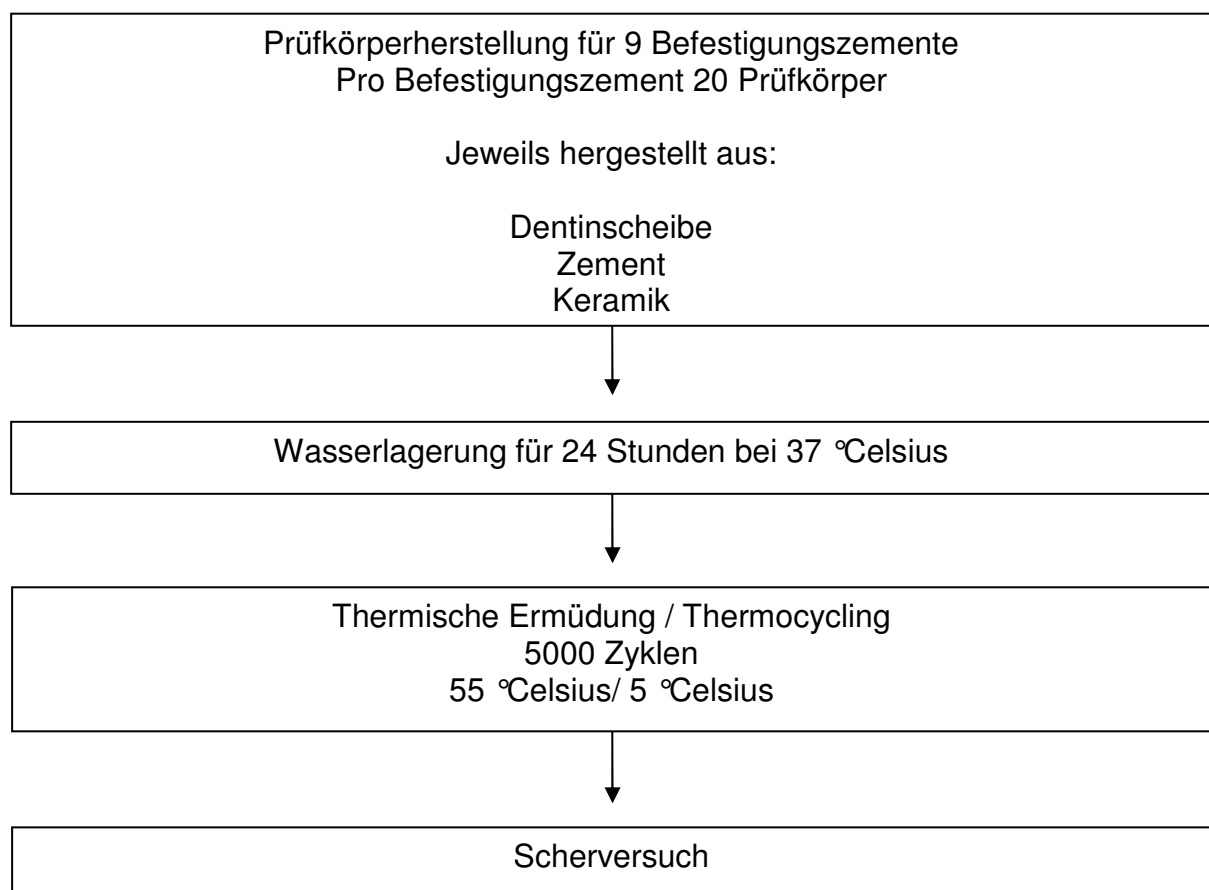 Prüfkörperherstellung für 9 Befestigungszemente
Pro Befestigungszement 20 Prüfkörper
Jeweils hergestellt aus:
Dentinscheibe
Zement
Keramik
Wasserlagerung für 24 Stunden bei 37 °Celsius
Thermische Ermüdung / Thermocycling
5000 Zyklen
55 °Celsius/ 5 °Celsius
Scherversuch